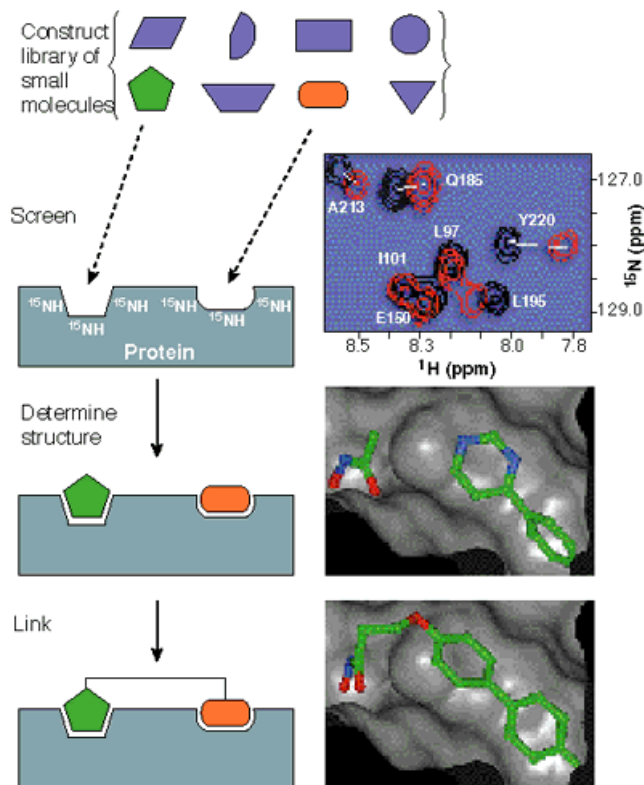 Construct
library of
small
molecules
Screen
Q185
A213
L97
Y220
I101
E150
L195
127.0
129.0
¹⁵N (ppm)
8.5
8.3
8.0
7.8
¹H (ppm)
¹⁵NH
¹⁵NH
¹⁵NH
¹⁵NH
¹⁵NH
¹⁵NH
Protein
Determine
structure
Link